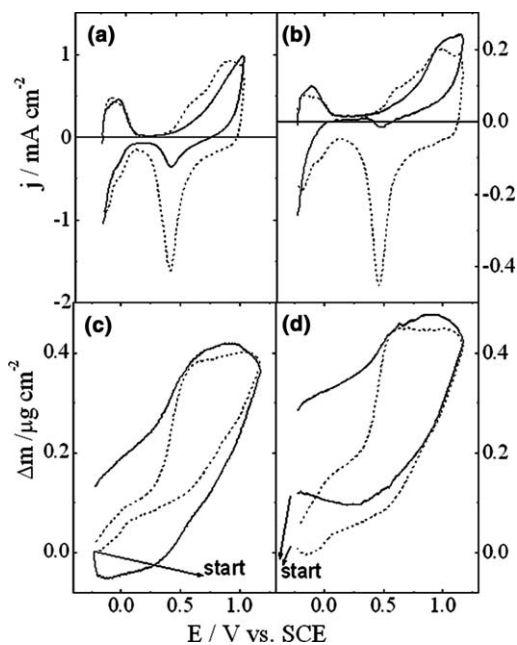 (a)
(b)
1
0
-1
-2
j / mA cm-2
0.2
0.0
-0.2
-0.4
(c)
(d)
0.4
0.2
0.0
Δm /μg cm-2
0.4
0.2
0.0
start
start
0.0 0.5 1.0 0.0 0.5 1.0
E / V vs. SCE